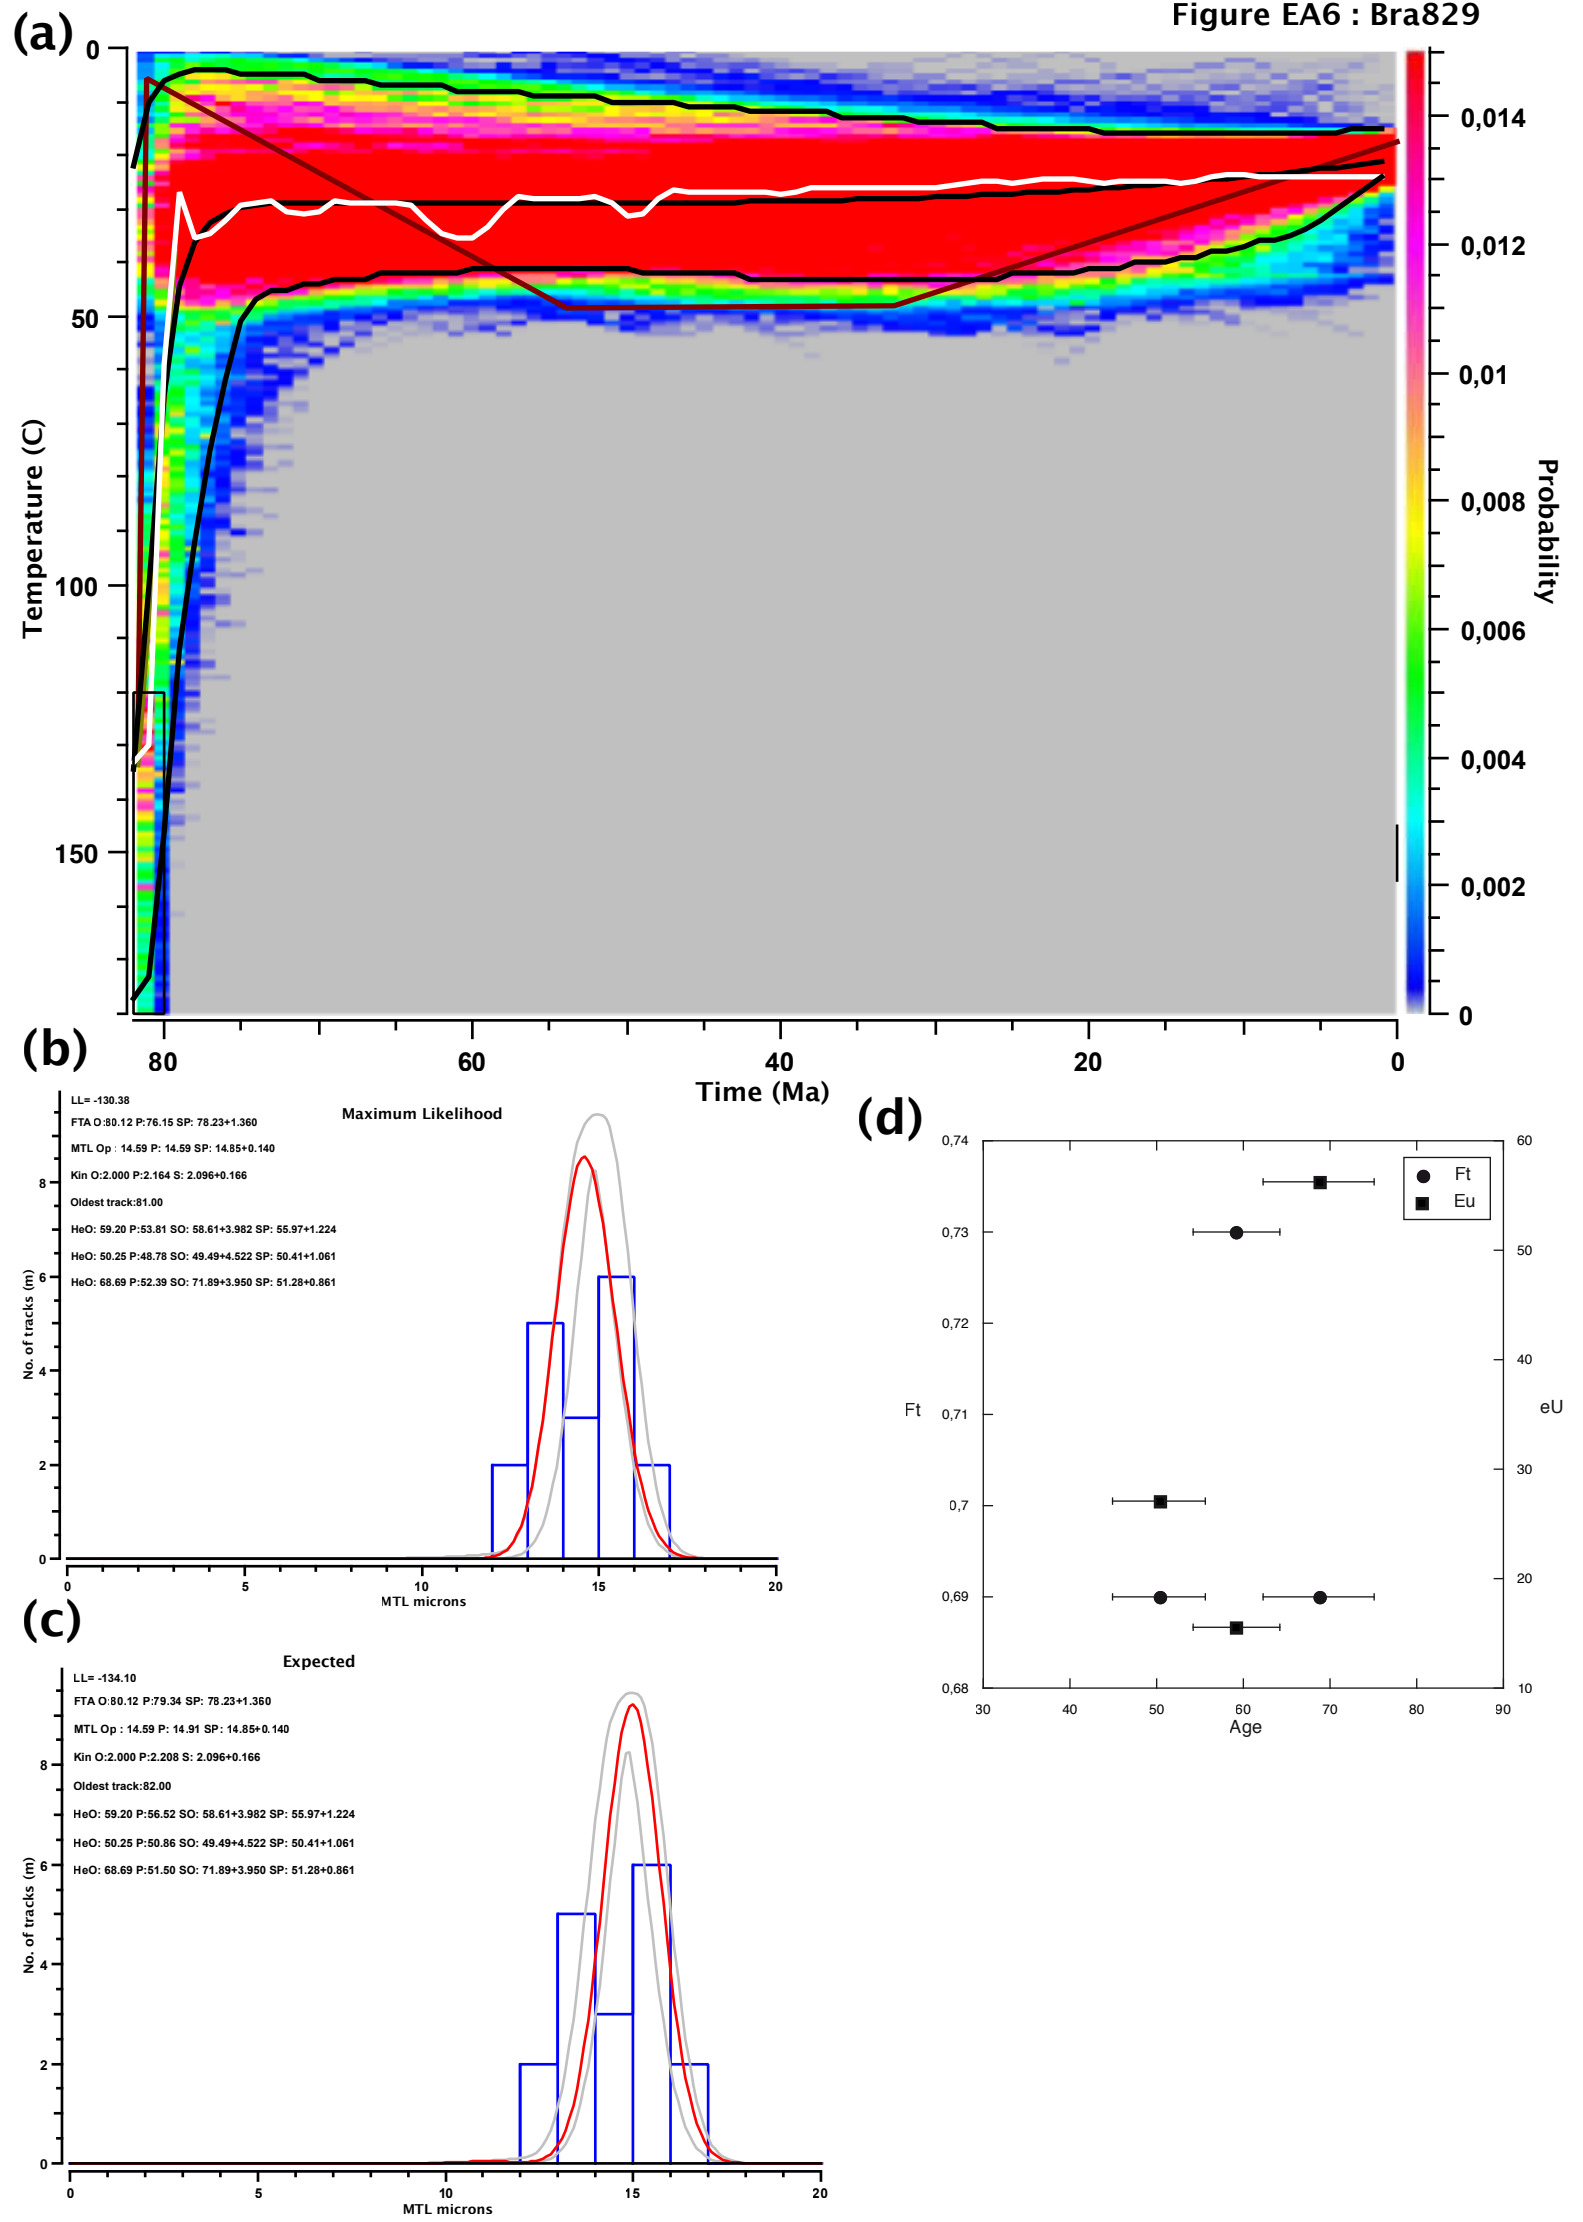 Figure EA6 : Bra829
(a)
0
50
100
150
Temperature (C)
80
60
40
20
0
Time (Ma)
0,014
0,012
0,01
0,008
0,006
0,004
0,002
0
Probability
(b)
LL= -130.38
Maximum Likelihood
FTA O:80.12 P:76.15 SP: 78.23+1.360
MTL Op : 14.59 P: 14.59 SP: 14.85+0.140
Kin O:2.000 P:2.164 S: 2.096+0.166
Oldest track:81.00
HeO: 59.20 P:53.81 SO: 58.61+3.982 SP: 55.97+1.224
HeO: 50.25 P:48.78 SO: 49.49+4.522 SP: 50.41+1.061
HeO: 68.69 P:52.39 SO: 71.89+3.950 SP: 51.28+0.861
8
6
4
2
0
No. of tracks (m)
0
5
10
15
20
MTL microns
(c)
Expected
LL= -134.10
FTA O:80.12 P:79.34 SP: 78.23+1.360
MTL Op : 14.59 P: 14.91 SP: 14.85+0.140
Kin O:2.000 P:2.208 S: 2.096+0.166
Oldest track:82.00
HeO: 59.20 P:56.52 SO: 58.61+3.982 SP: 55.97+1.224
HeO: 50.25 P:50.86 SO: 49.49+4.522 SP: 50.41+1.061
HeO: 68.69 P:51.50 SO: 71.89+3.950 SP: 51.28+0.861
8
6
4
2
0
No. of tracks (m)
0
5
10
15
20
MTL microns
(d)
0,74
0,73
0,72
0,71
0,7
0,69
0,68
Ft
60
50
40
30
20
10
eU
Ft
Eu
30
40
50
60
70
80
90
Age